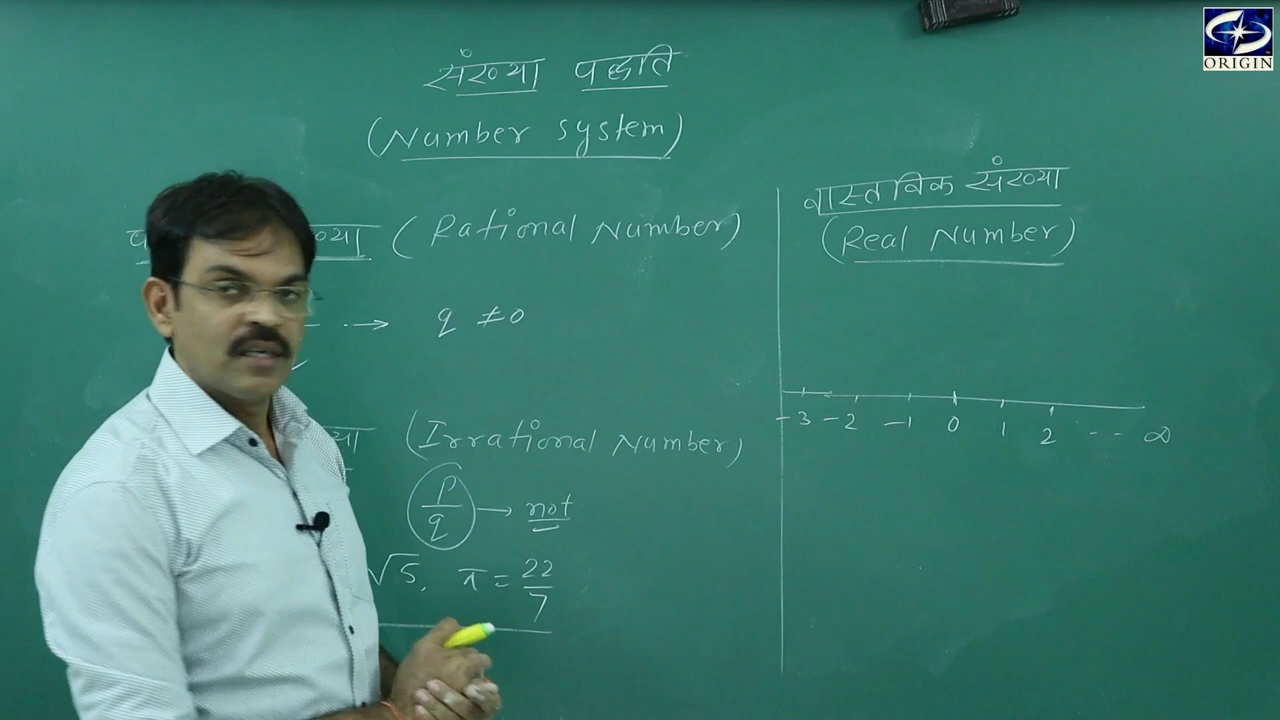 संख्या पद्धति
(Number system)
(Rational Number)
q ≠ 0
(Irrational Number)
p/q → not
√5, π = 22/7
वास्तविक संख्या
(Real Number)
-3 -2 -1 0 1 2 -- ∞
ORIGIN